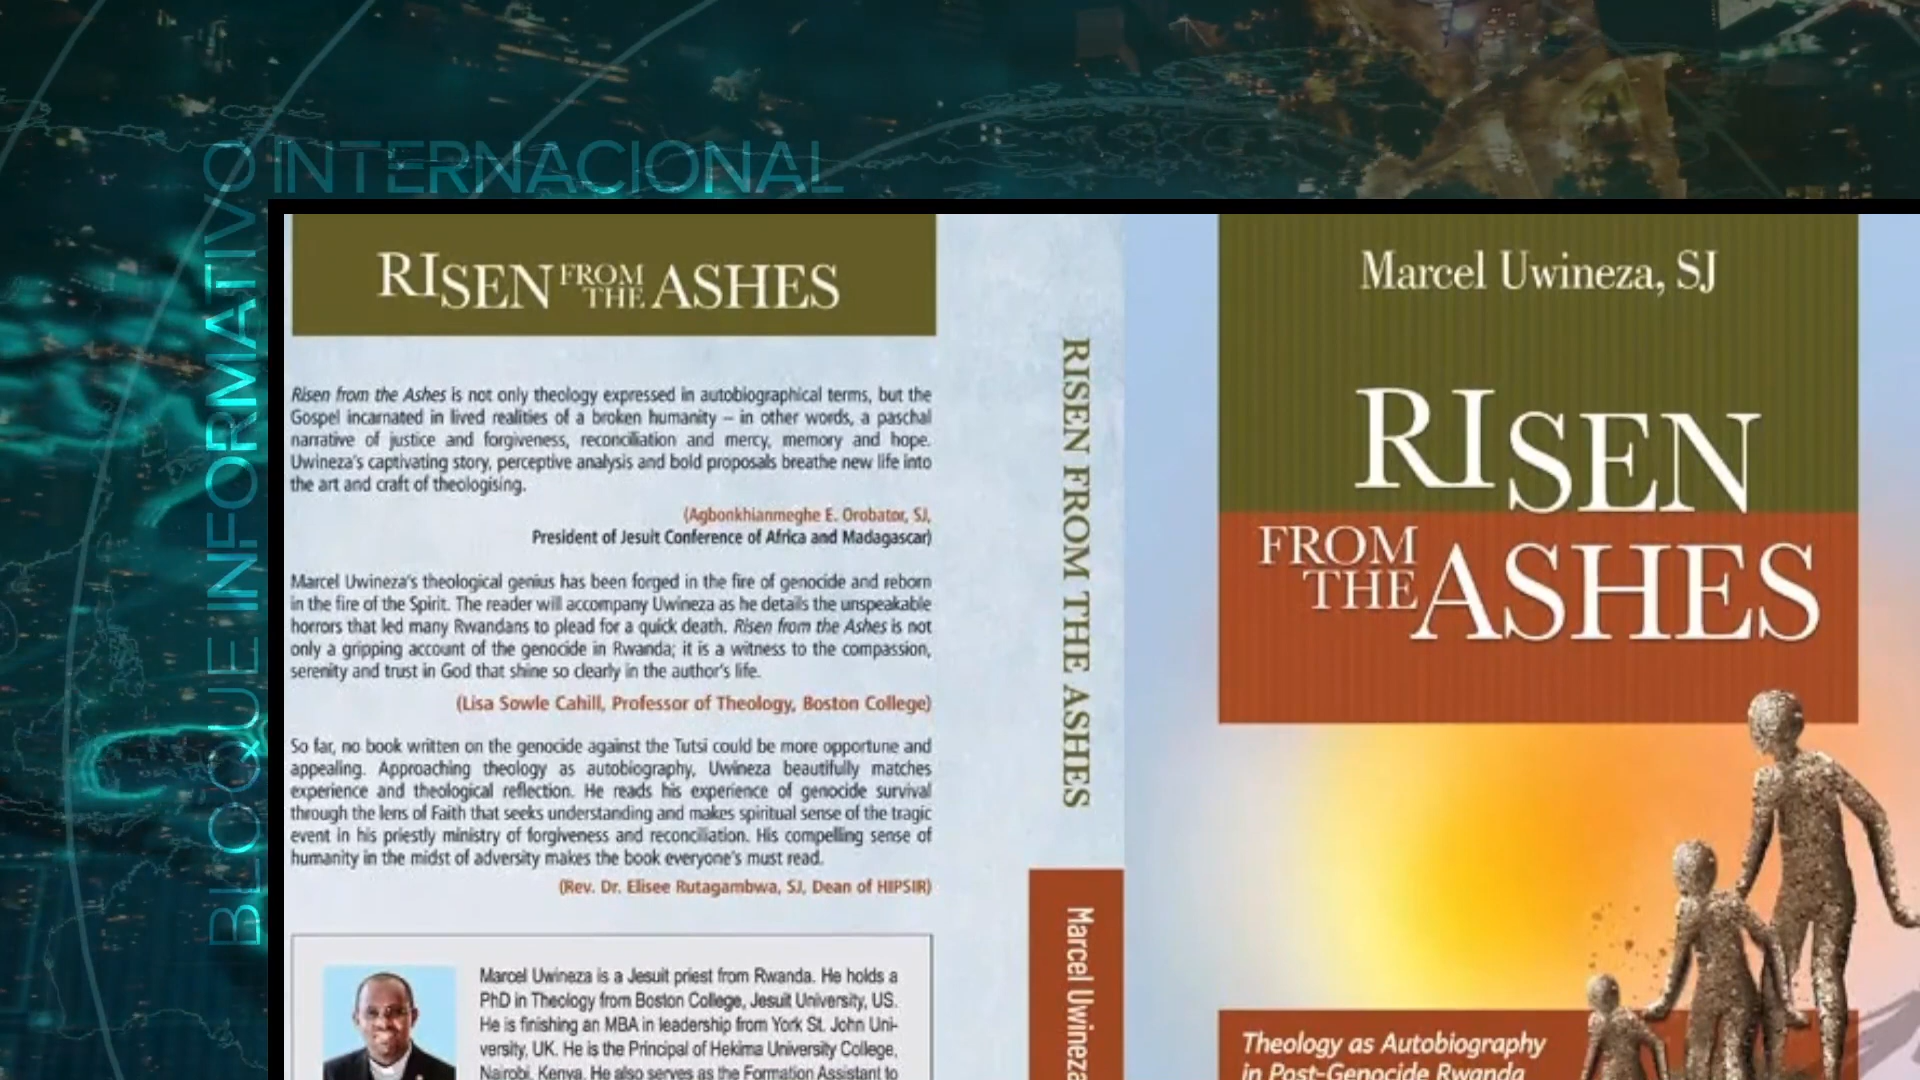 BLOQUE INFORMATIVO INTERNACIONAL
RISEN FROM THE ASHES
Risen from the Ashes is not only theology expressed in autobiographical terms, but the
Gospel incarnated in lived realities of a broken humanity – in other words, a paschal
narrative of justice and forgiveness, reconciliation and mercy, memory and hope.
Uwineza's captivating story, perceptive analysis and bold proposals breathe new life into
the art and craft of theologising.
(Agbonkhianmeghe E. Orobator, SJ,
President of Jesuit Conference of Africa and Madagascar)
Marcel Uwineza's theological genius has been forged in the fire of genocide and reborn
in the fire of the Spirit. The reader will accompany Uwineza as he details the unspeakable
horrors that led many Rwandans to plead for a quick death. Risen from the Ashes is not
only a gripping account of the genocide in Rwanda; it is a witness to the compassion,
serenity and trust in God that shine so clearly in the author's life.
(Lisa Sowle Cahill, Professor of Theology, Boston College)
So far, no book written on the genocide against the Tutsi could be more opportune and
appealing. Approaching theology as autobiography, Uwineza beautifully matches
experience and theological reflection. He reads his experience of genocide survival
through the lens of Faith that seeks understanding and makes spiritual sense of the tragic
event in his priestly ministry of forgiveness and reconciliation. His compelling sense of
humanity in the midst of adversity makes the book everyone's must read.
(Rev. Dr. Elisee Rutagambwa, SJ, Dean of HIPSIR)
Marcel Uwineza is a Jesuit priest from Rwanda. He holds a
PhD in Theology from Boston College, Jesuit University, US.
He is finishing an MBA in leadership from York St. John Uni-
versity, UK. He is the Principal of Hekima University College,
Nairobi, Kenya. He also serves as the Formation Assistant to
RISEN FROM THE ASHES
Marcel Uwineza
Marcel Uwineza, SJ
RISEN
FROM
THE ASHES
Theology as Autobiography
in Post-Genocide Rwanda